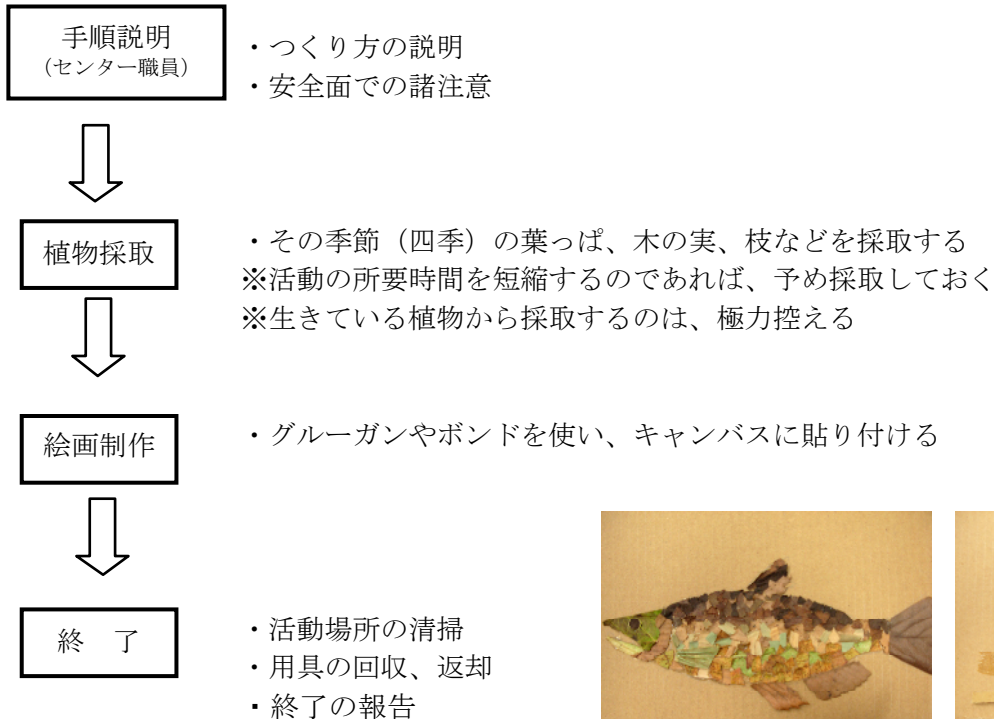 手順説明
（センター職員）
・つくり方の説明
・安全面での諸注意
植物採取
・その季節（四季）の葉っぱ、木の実、枝などを採取する
※活動の所要時間を短縮するのであれば、予め採取しておく
※生きている植物から採取するのは、極力控える
絵画制作
・グルーガンやボンドを使い、キャンバスに貼り付ける
終　了
・活動場所の清掃
・用具の回収、返却
・終了の報告